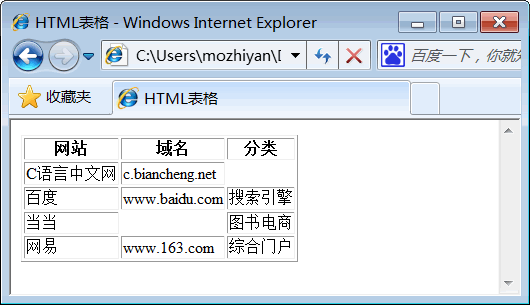 HTML表格 - Windows Internet Explorer
C:\Users\mozhiyan\D
百度一下，你就
收藏夹
HTML表格
网站 域名 分类
C语言中文网 c.biancheng.net
百度 www.baidu.com 搜索引擎
当当 图书电商
网易 www.163.com 综合门户